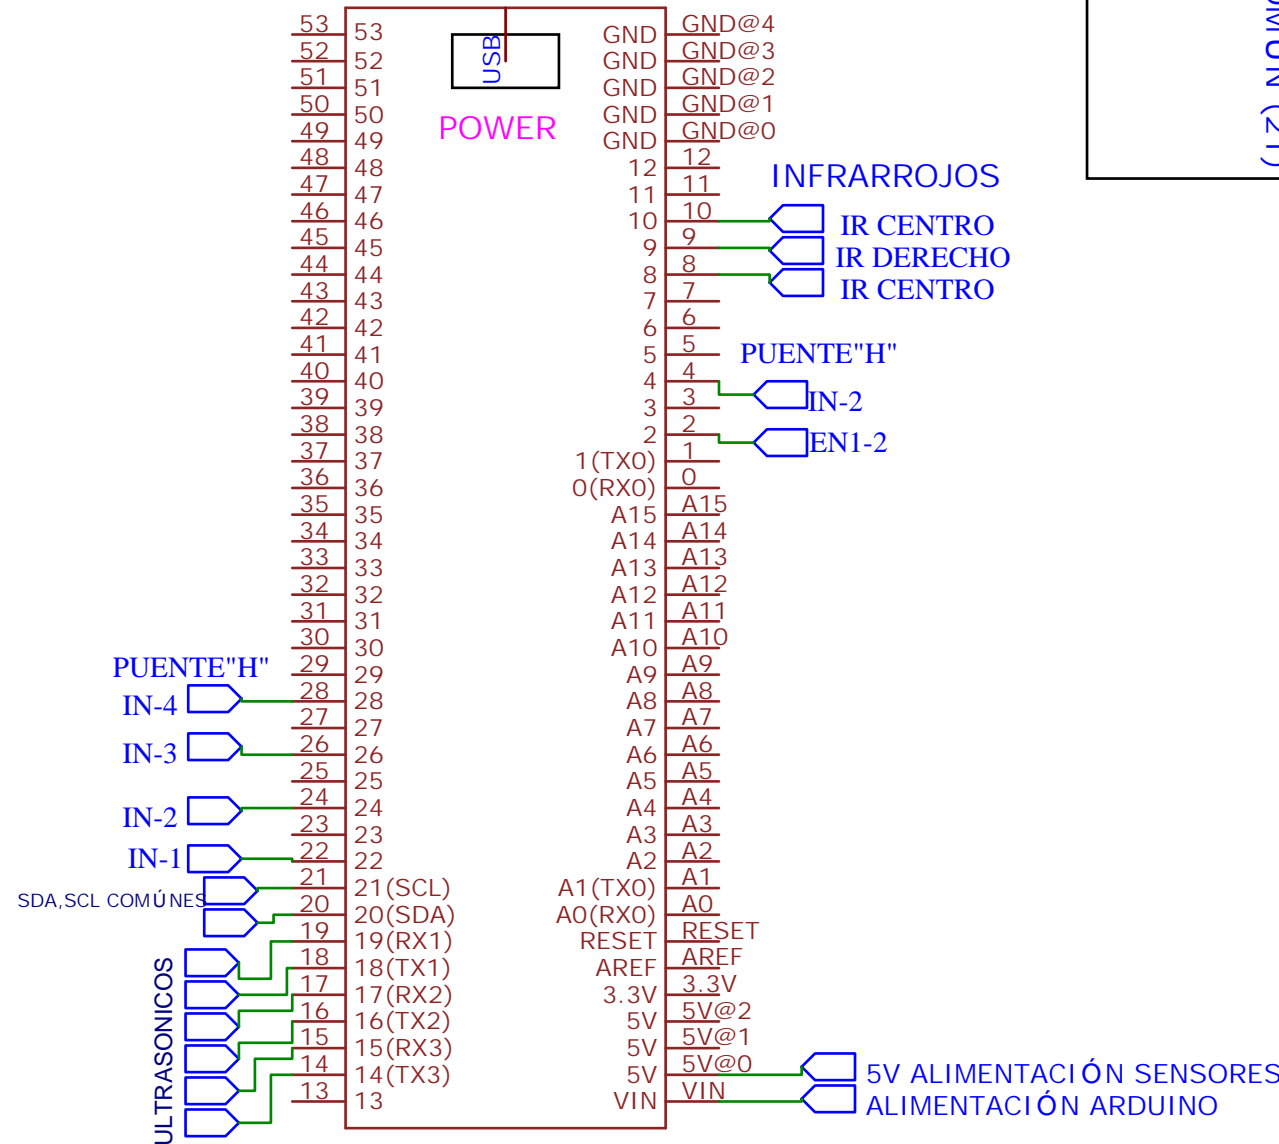 53 53 GND GND@4
52 52 USB GND GND@3
51 51 GND GND@2
50 50 GND GND@1
49 49 POWER GND GND@0
48 48 12 12
47 47 11 11 INFRARROJOS
46 46 10 10 IR CENTRO
45 45 9 9 IR DERECHO
44 44 8 8 IR CENTRO
43 43 7 7
42 42 6 6
41 41 5 5 PUENTE"H"
40 40 4 4
39 39 3 3 IN-2
38 38 2 2 EN1-2
37 37 1(TX0) 1
36 36 0(RX0) 0
35 35 A15 A15
34 34 A14 A14
33 33 A13 A13
32 32 A12 A12
31 31 A11 A11
30 30 A10 A10
PUENTE"H" 29 29 A9 A9
IN-4 28 28 A8 A8
27 27 A7 A7
IN-3 26 26 A6 A6
25 25 A5 A5
IN-2 24 24 A4 A4
23 23 A3 A3
IN-1 22 22 A2 A2
21 21(SCL) A1(TX0) A1
SDA,SCL COMÚNES 20 20(SDA) A0(RX0) A0
19 19(RX1) RESET RESET
18 18(TX1) AREF AREF
17 17(RX2) 3.3V 3.3V
16 16(TX2) 5V 5V@2
15 15(RX3) 5V 5V@1
14 14(TX3) 5V 5V@0 5V ALIMENTACIÓN SENSORES
13 13 VIN VIN ALIMENTACIÓN ARDUINO
ULTRASONICOS
(21)